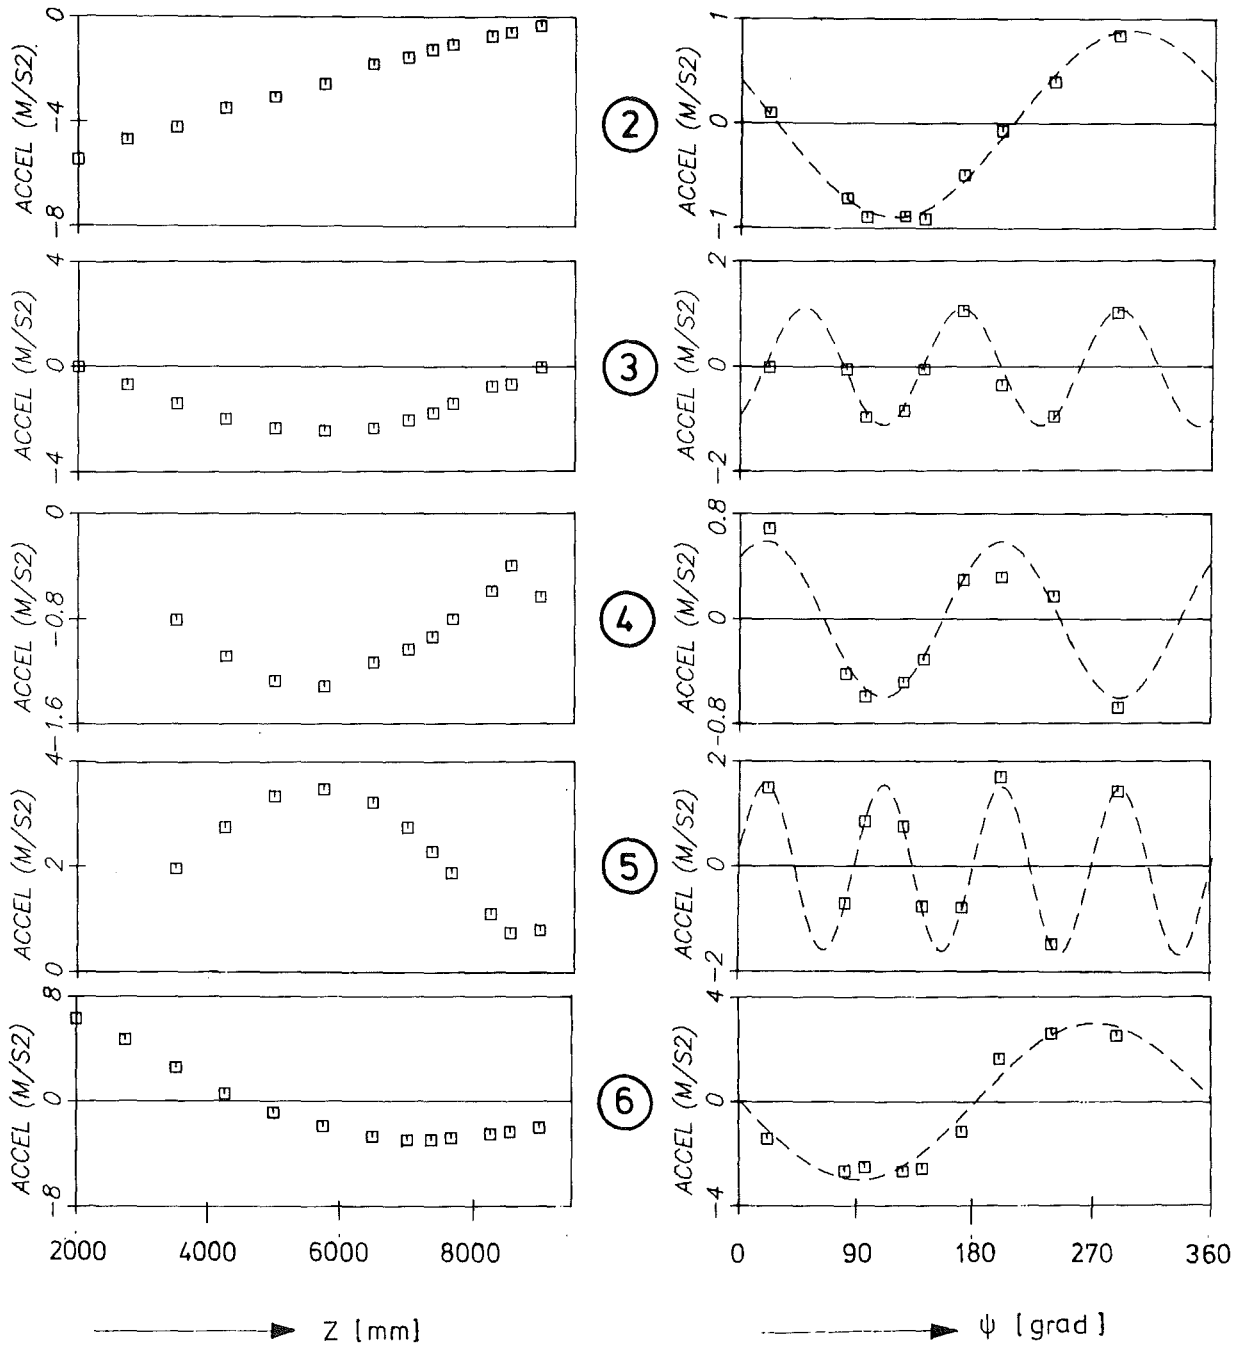 0
-4
-8
ACCEL (M/S2)
2
1
0
-1
ACCEL (M/S2)
4
0
-4
ACCEL (M/S2)
3
2
0
-2
ACCEL (M/S2)
0
-0.8
-1.6
ACCEL (M/S2)
4
0.8
0
-0.8
ACCEL (M/S2)
4
2
0
ACCEL (M/S2)
5
2
0
-2
ACCEL (M/S2)
8
0
-8
ACCEL (M/S2)
6
4
0
-4
ACCEL (M/S2)
2000 4000 6000 8000
0 90 180 270 360
Z [mm]
ψ [grad]